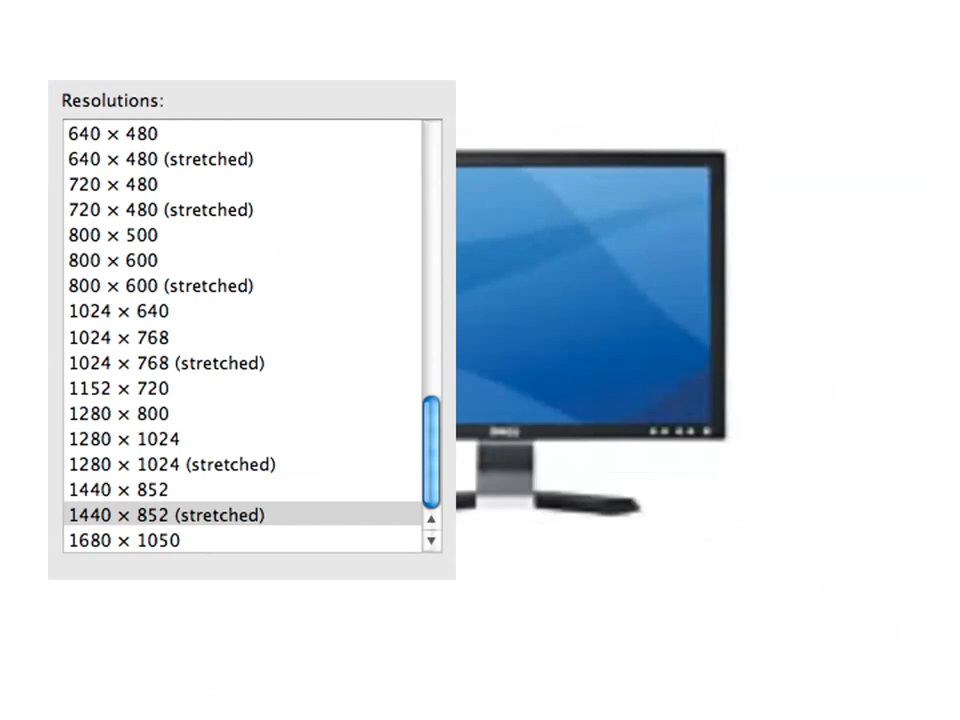 Resolutions:
640 × 480
640 × 480 (stretched)
720 × 480
720 × 480 (stretched)
800 × 500
800 × 600
800 × 600 (stretched)
1024 × 640
1024 × 768
1024 × 768 (stretched)
1152 × 720
1280 × 800
1280 × 1024
1280 × 1024 (stretched)
1440 × 852
1440 × 852 (stretched)
1680 × 1050
DELL